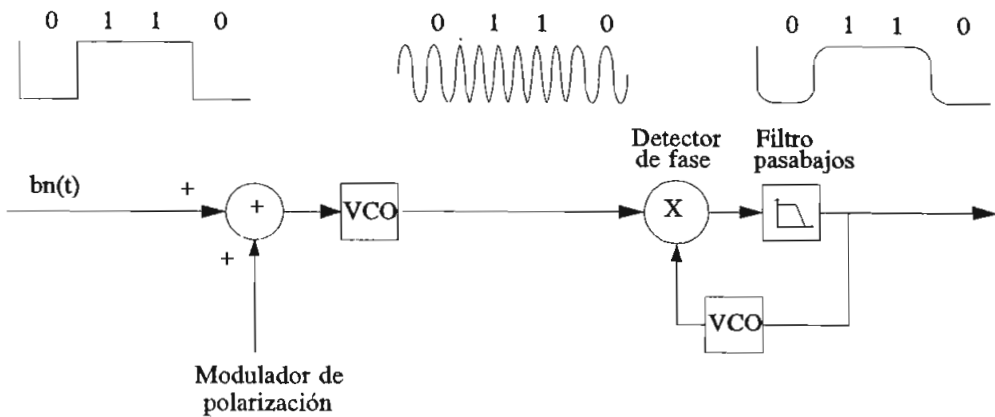 0 1 1 0
0 1 1 0
0 1 1 0
Detector
de fase
Filtro
pasabajos
bn(t)
+
+
VCO
X
+
VCO
Modulador de
polarización